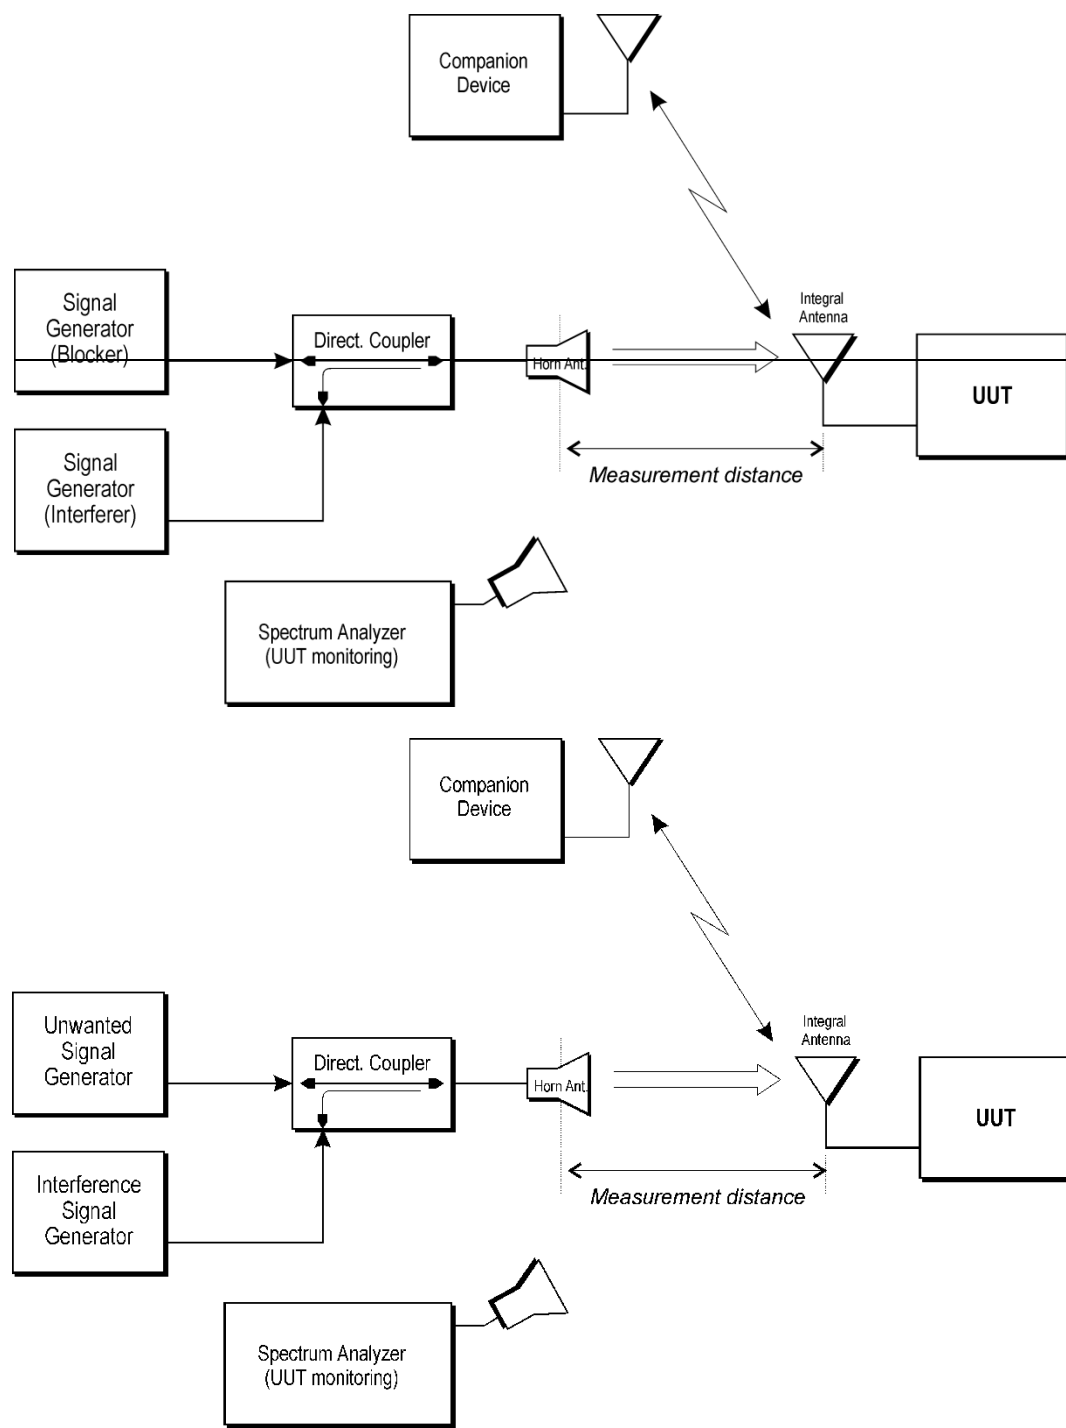 Companion
Device
Integral
Antenna
Signal
Generator
(Blocker)
Direct. Coupler
Horn Ant.
UUT
Signal
Generator
(Interferer)
Measurement distance
Spectrum Analyzer
(UUT monitoring)
Companion
Device
Integral
Antenna
Unwanted
Signal
Generator
Direct. Coupler
Horn Ant.
UUT
Interference
Signal
Generator
Measurement distance
Spectrum Analyzer
(UUT monitoring)